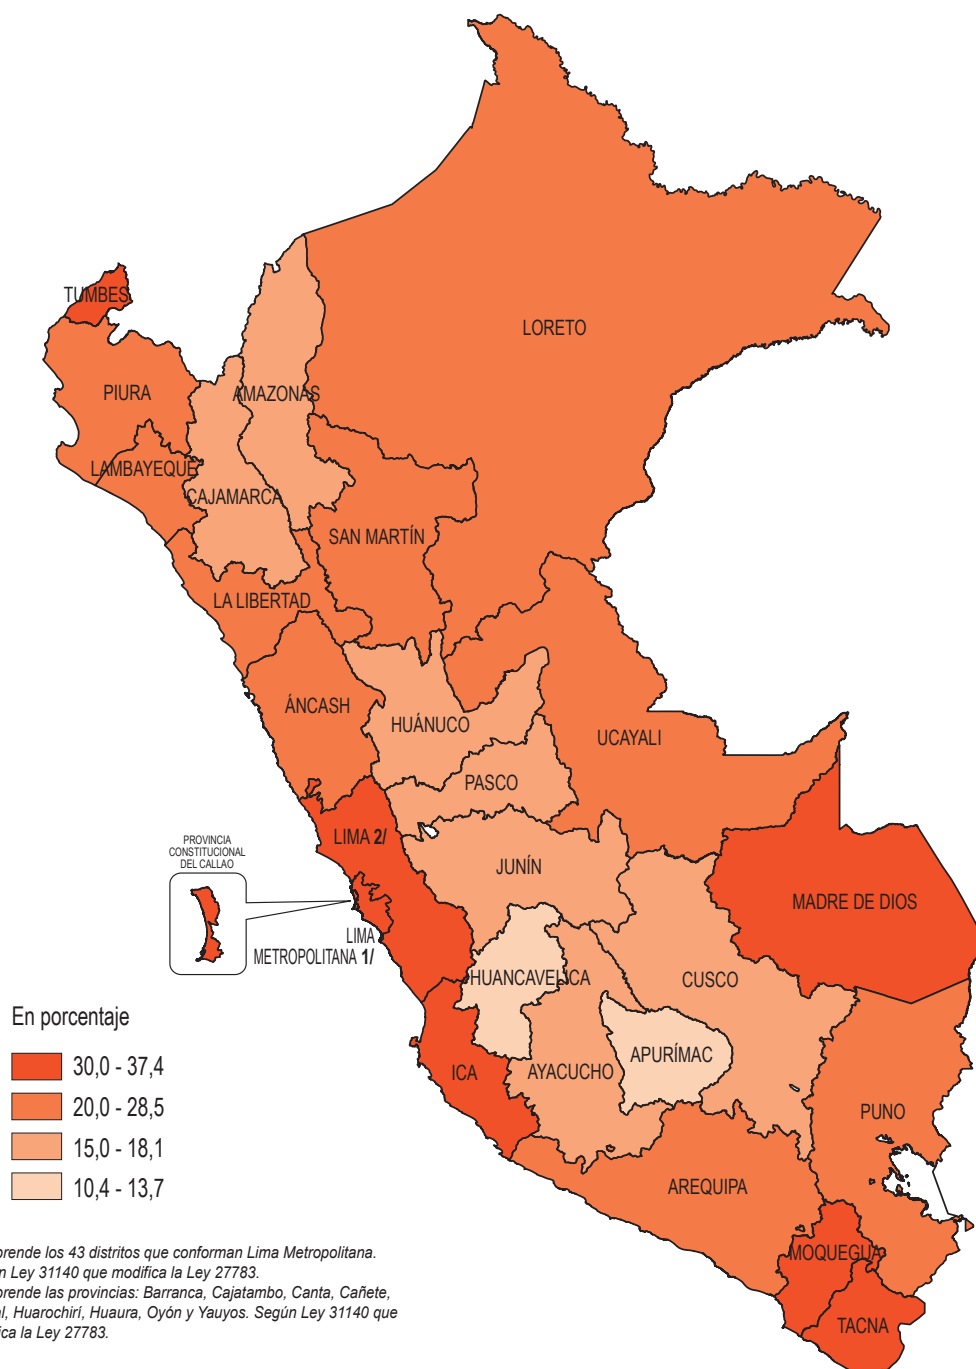 TUMBES
LORETO
PIURA
AMAZONAS
LAMBAYEQUE
CAJAMARCA
SAN MARTÍN
LA LIBERTAD
ÁNCASH
HUÁNUCO
UCAYALI
PASCO
LIMA 2/
PROVINCIA
CONSTITUCIONAL
DEL CALLAO
JUNÍN
MADRE DE DIOS
LIMA
METROPOLITANA 1/
HUANCAVELICA
CUSCO
En porcentaje
30,0 - 37,4
20,0 - 28,5
15,0 - 18,1
10,4 - 13,7
ICA
AYACUCHO
APURÍMAC
PUNO
AREQUIPA
MOQUEGUA
TACNA
prende los 43 distritos que conforman Lima Metropolitana.
n Ley 31140 que modifica la Ley 27783.
prende las provincias: Barranca, Cajatambo, Canta, Cañete,
al, Huarochirí, Huaura, Oyón y Yauyos. Según Ley 31140 que
ica la Ley 27783.